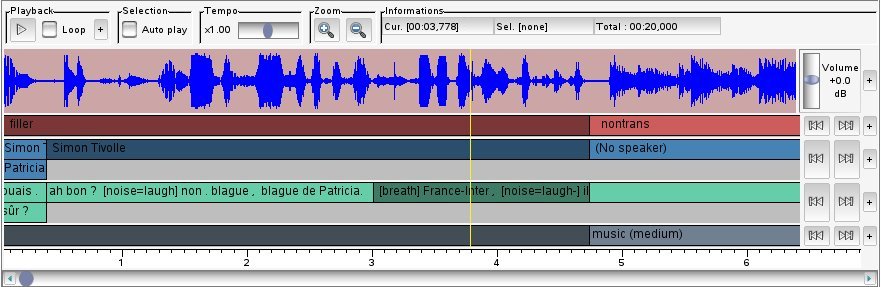 Playback Selection Tempo Zoom Informations
Loop + Auto play x1.00 Cur. [00:03,778] Sel. [none] Total : 00:20,000
Volume
+0.0
dB
+
filler nontrans +
Simon T Simon Tivolle (No speaker) +
Patricia
ouais . ah bon ? [noise=laugh] non . blague , blague de Patricia. [breath] France-Inter , [noise=laugh-] il +
sûr ?
music (medium) +
1 2 3 4 5 6